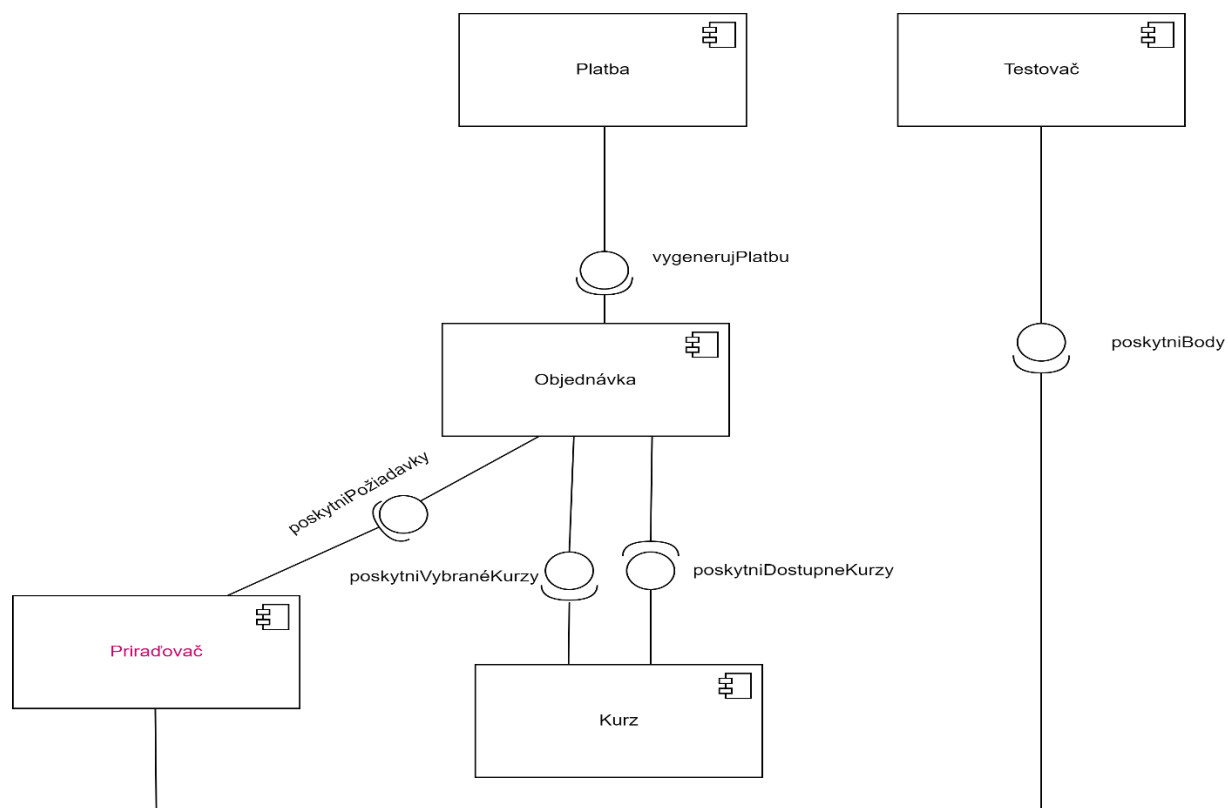 Platba
Testovač
vygenerujPlatbu
poskytniBody
Objednávka
poskytniPožiadavky
poskytniVybranéKurzy
poskytniDostupneKurzy
Priraďovač
Kurz